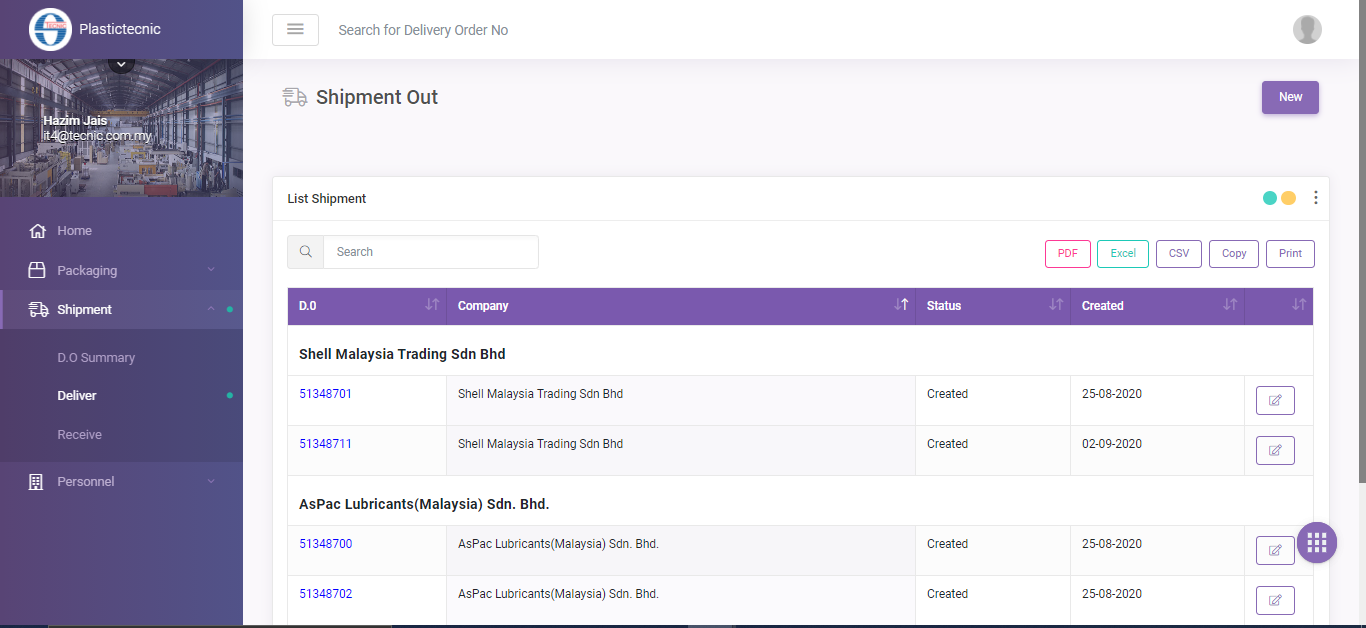 TECNIC
Plastictecnic
Search for Delivery Order No
Hazim Jais
it4@tecnic.com.my
Home
Packaging
Shipment
D.O Summary
Deliver
Receive
Personnel
Shipment Out
New
List Shipment
Search
PDF Excel CSV Copy Print
D.0 Company Status Created
Shell Malaysia Trading Sdn Bhd
51348701 Shell Malaysia Trading Sdn Bhd Created 25-08-2020
51348711 Shell Malaysia Trading Sdn Bhd Created 02-09-2020
AsPac Lubricants(Malaysia) Sdn. Bhd.
51348700 AsPac Lubricants(Malaysia) Sdn. Bhd. Created 25-08-2020
51348702 AsPac Lubricants(Malaysia) Sdn. Bhd. Created 25-08-2020